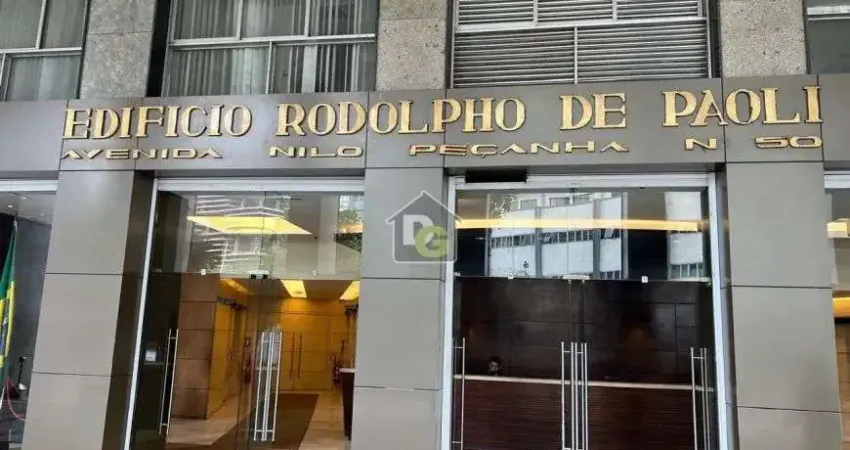 EDIFICIO RODOLPHO DE PAOLI
AVENIDA NILO PEÇANHA N 50
DG